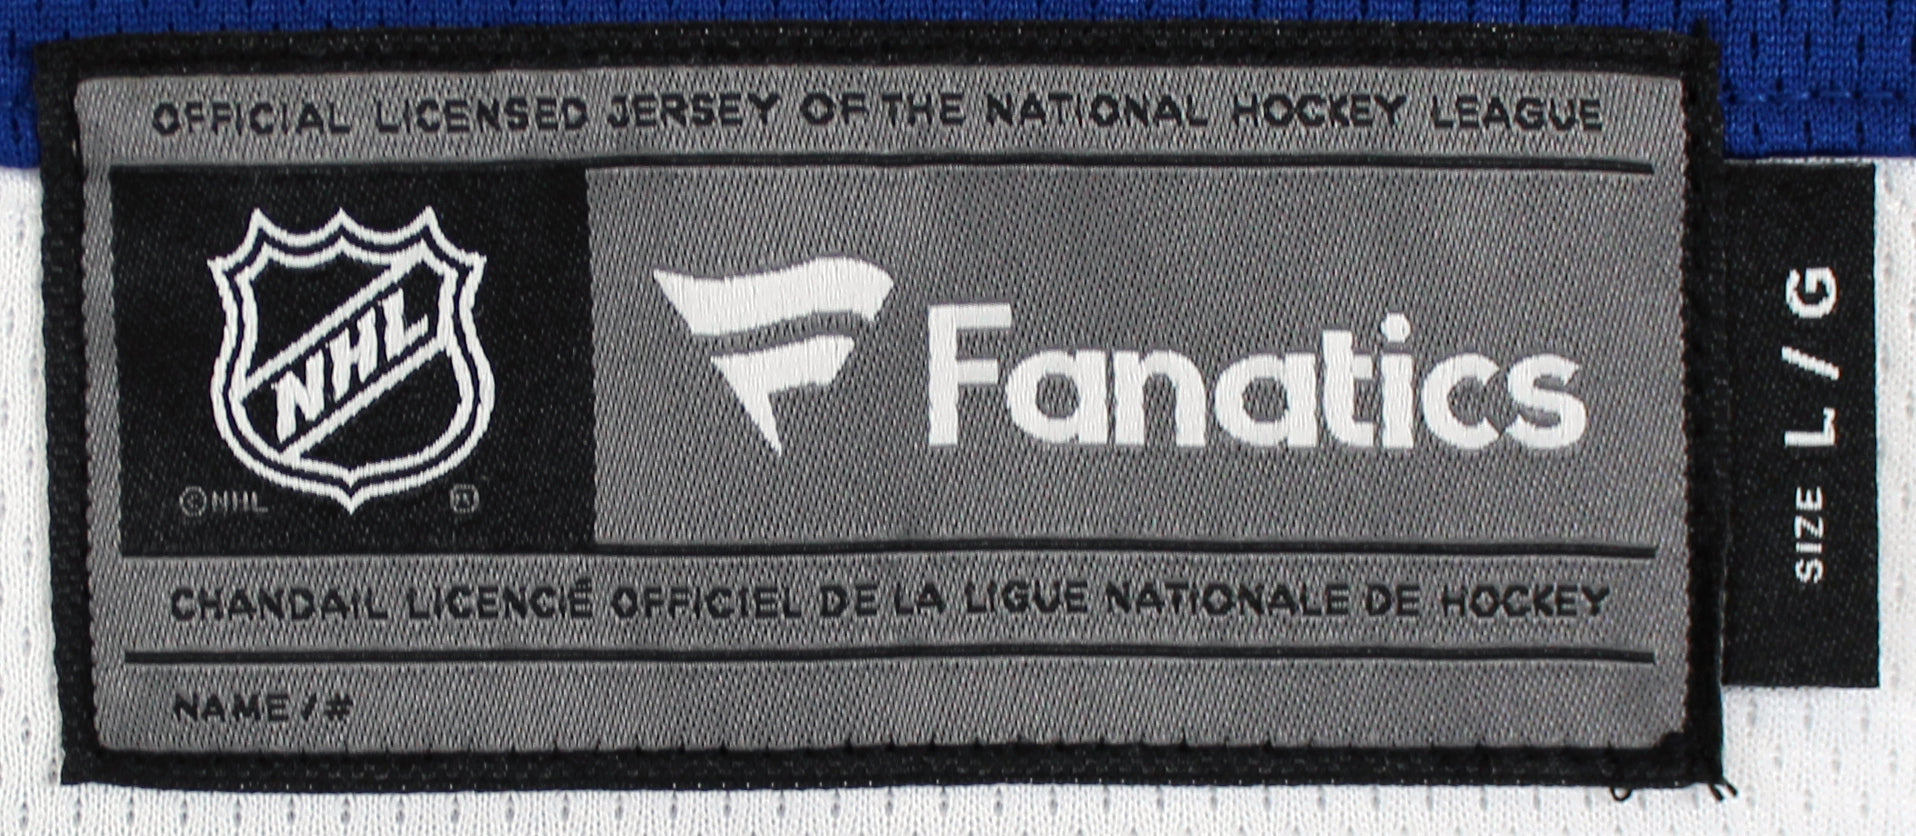 OFFICIAL LICENSED JERSEY OF THE NATIONAL HOCKEY LEAGUE
NHL
Fanatics
©NHL
CHANDAIL LICENCIÉ OFFICIEL DE LA LIGUE NATIONALE DE HOCKEY
NAME / #
SIZE L / G